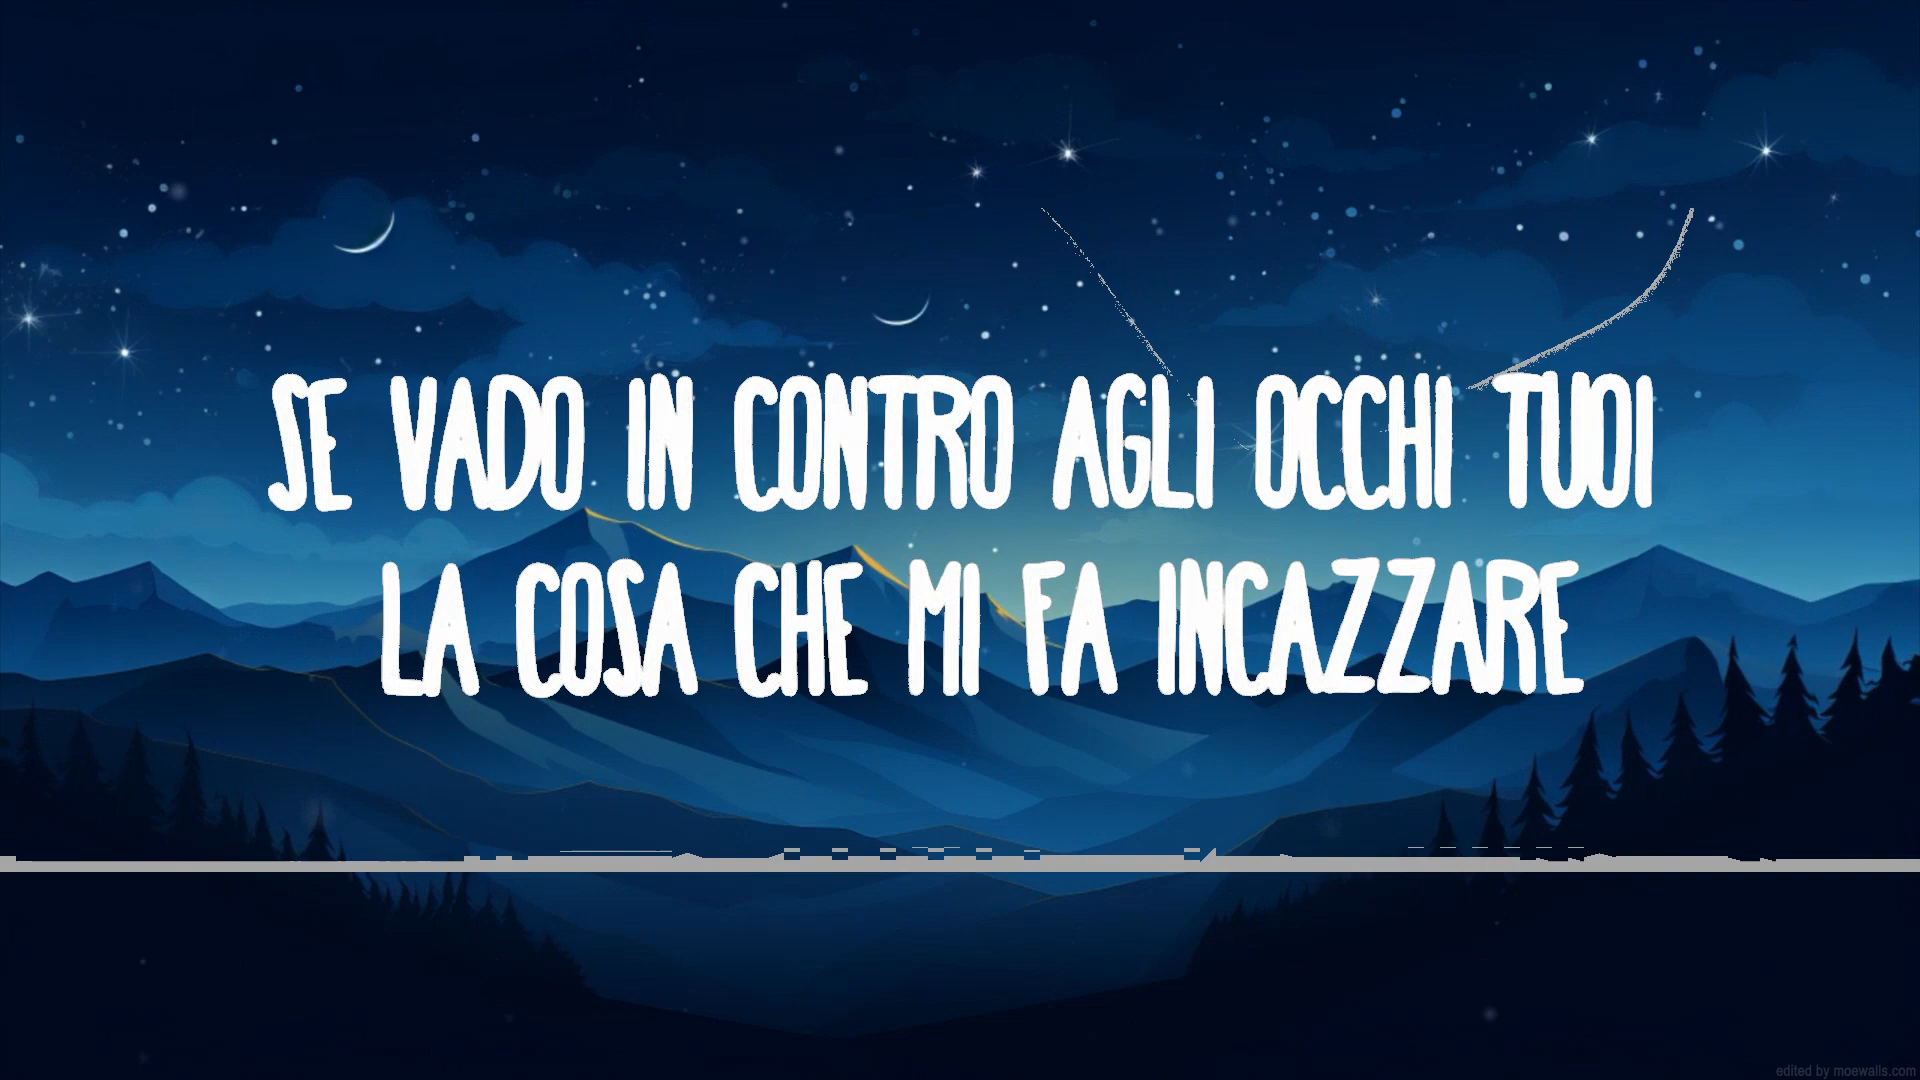 SE VADO IN CONTRO AGLI OCCHI TUOI
LA COSA CHE MI FA INCAZZARE
edited by moewalls.com